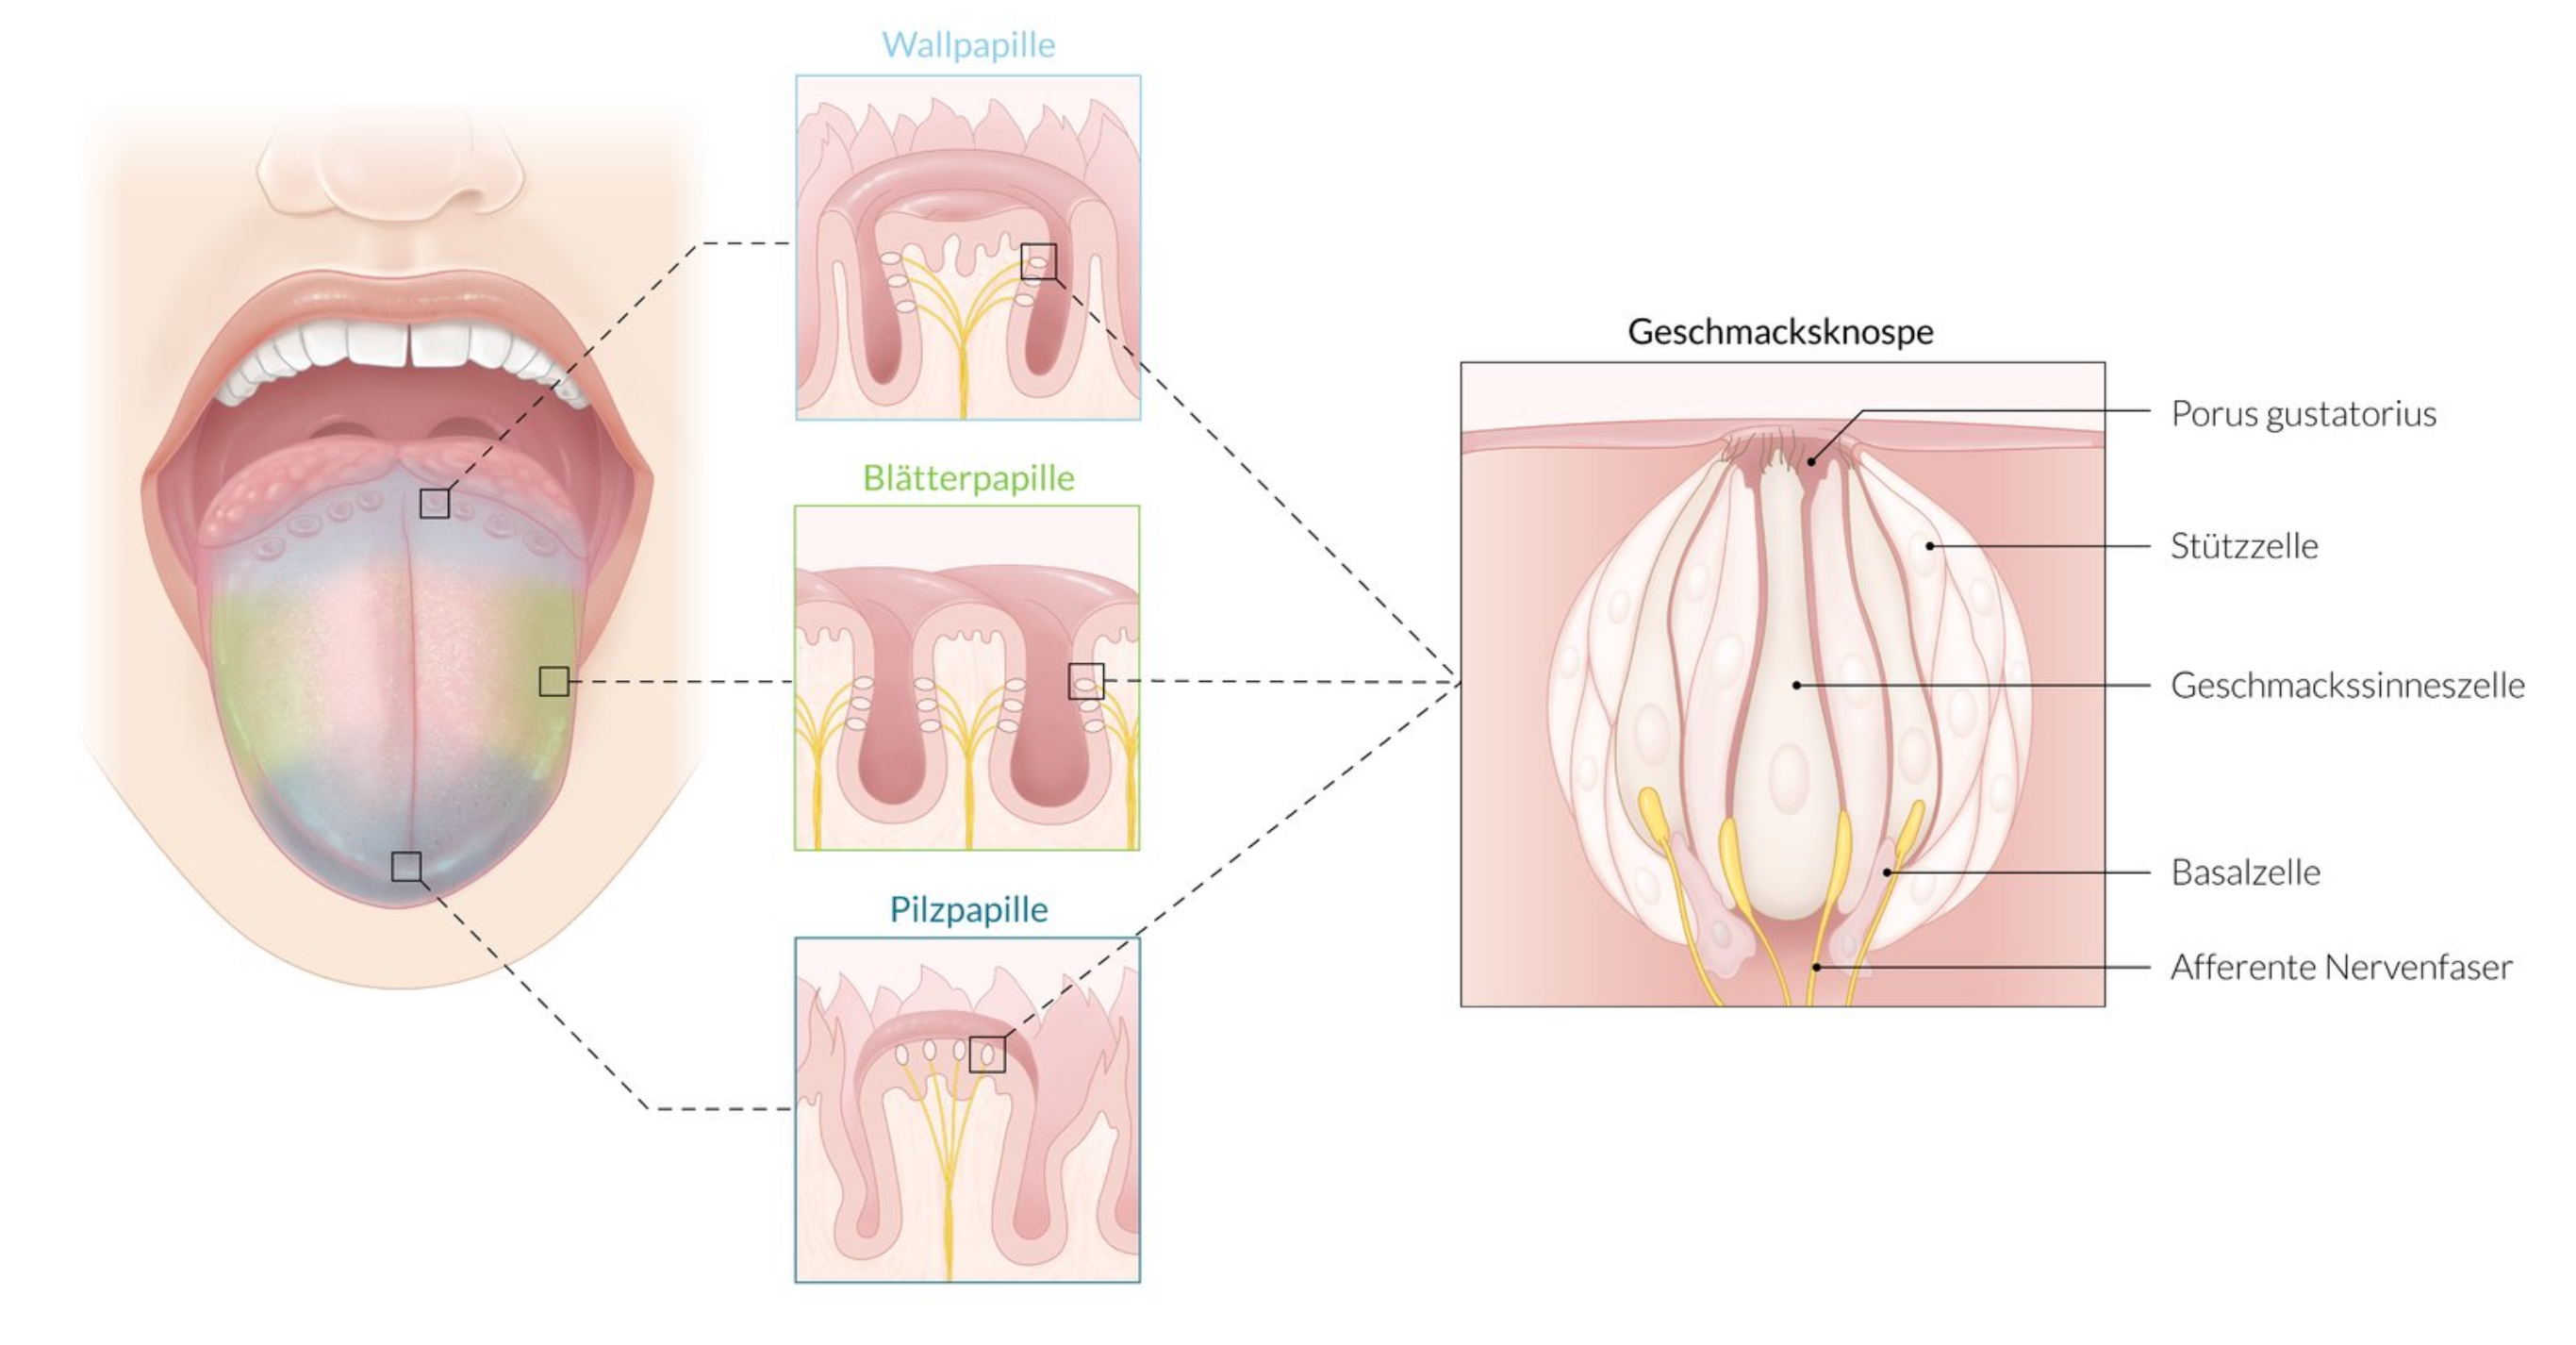 Wallpapille
Blätterpapille
Pilzpapille
Geschmacksknospe
Porus gustatorius
Stützzelle
Geschmackssinneszelle
Basalzelle
Afferente Nervenfaser